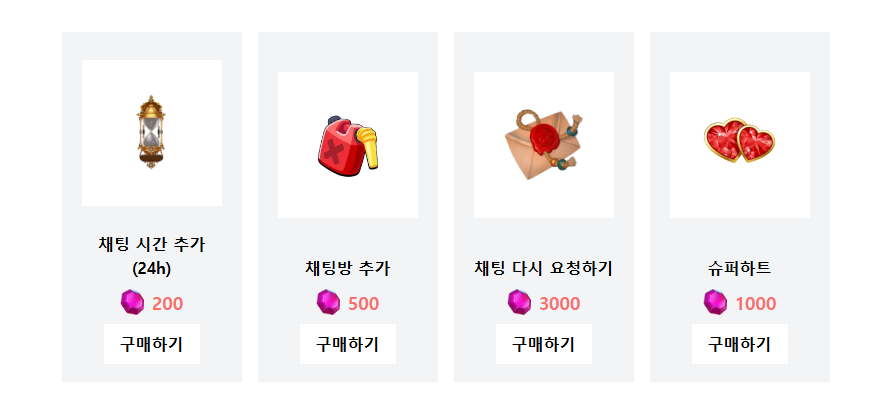 채팅 시간 추가
(24h)
200
구매하기
채팅방 추가
500
구매하기
채팅 다시 요청하기
3000
구매하기
슈퍼하트
1000
구매하기